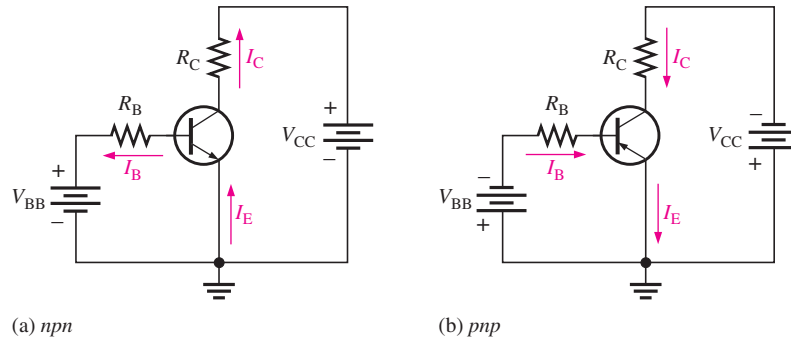 R_C
I_C
R_B
+
V_CC
−
I_B
+
V_BB
−
I_E
(a) npn
R_C
I_C
R_B
−
V_CC
+
I_B
−
V_BB
+
I_E
(b) pnp